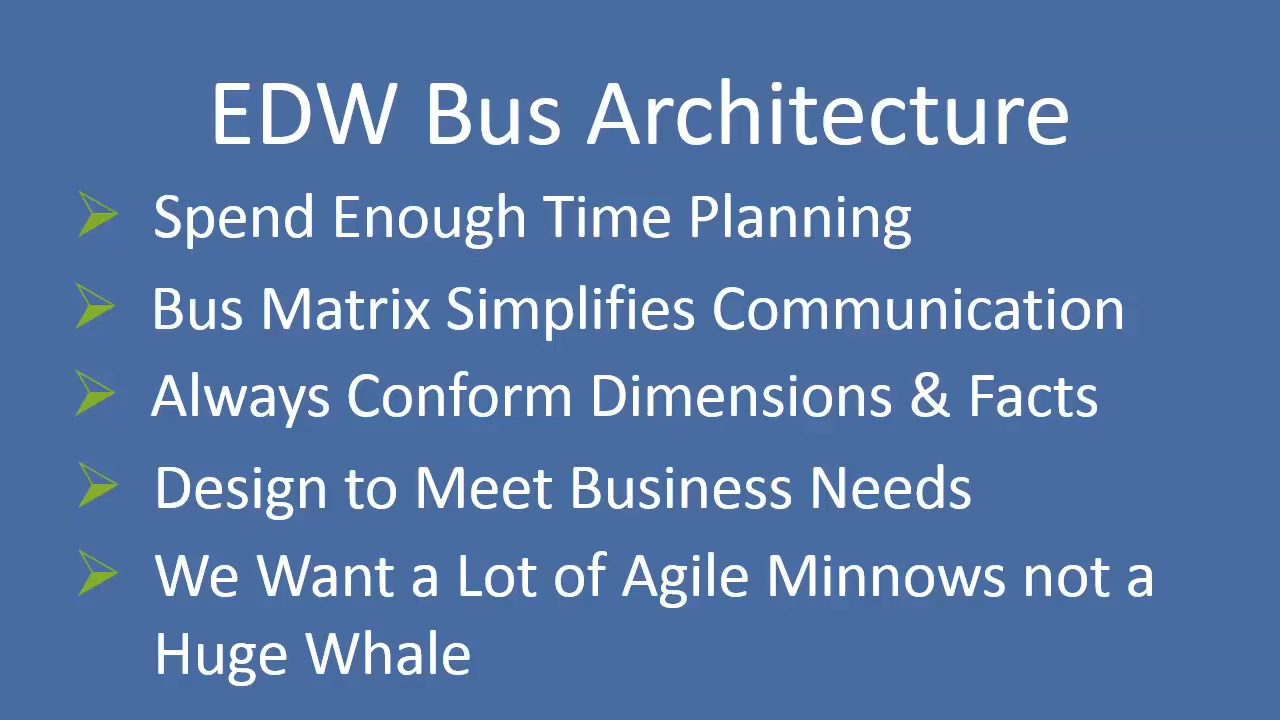 EDW Bus Architecture
Spend Enough Time Planning
Bus Matrix Simplifies Communication
Always Conform Dimensions & Facts
Design to Meet Business Needs
We Want a Lot of Agile Minnows not a
Huge Whale